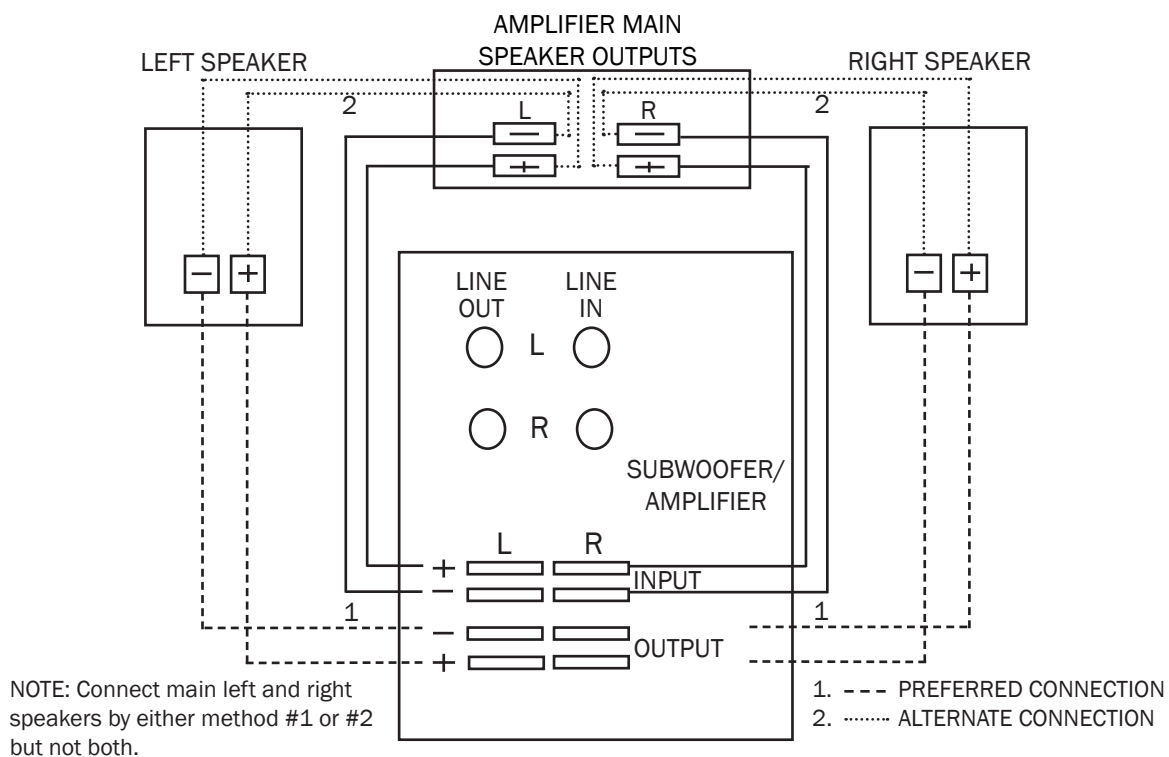 AMPLIFIER MAIN
SPEAKER OUTPUTS
LEFT SPEAKER
RIGHT SPEAKER
2
2
L
R
−
−
+
+
−
+
−
+
LINE
OUT
LINE
IN
L
R
SUBWOOFER/
AMPLIFIER
L
R
+
INPUT
−
1
1
−
OUTPUT
+
NOTE: Connect main left and right
speakers by either method #1 or #2
but not both.
1. --- PREFERRED CONNECTION
2. ········ ALTERNATE CONNECTION